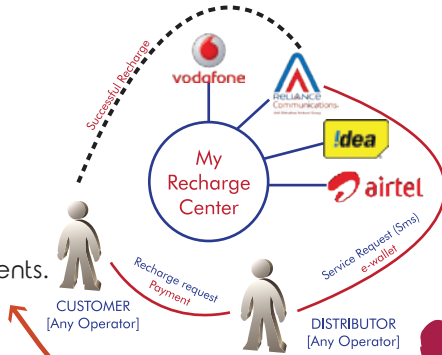 Successful Recharge
vodafone
RELIANCE
Communications
!dea
My
Recharge
Center
airtel
ents.
Recharge request
Payment
Service Request (Sms)
e-wallet
CUSTOMER
[Any Operator]
DISTRIBUTOR
[Any Operator]